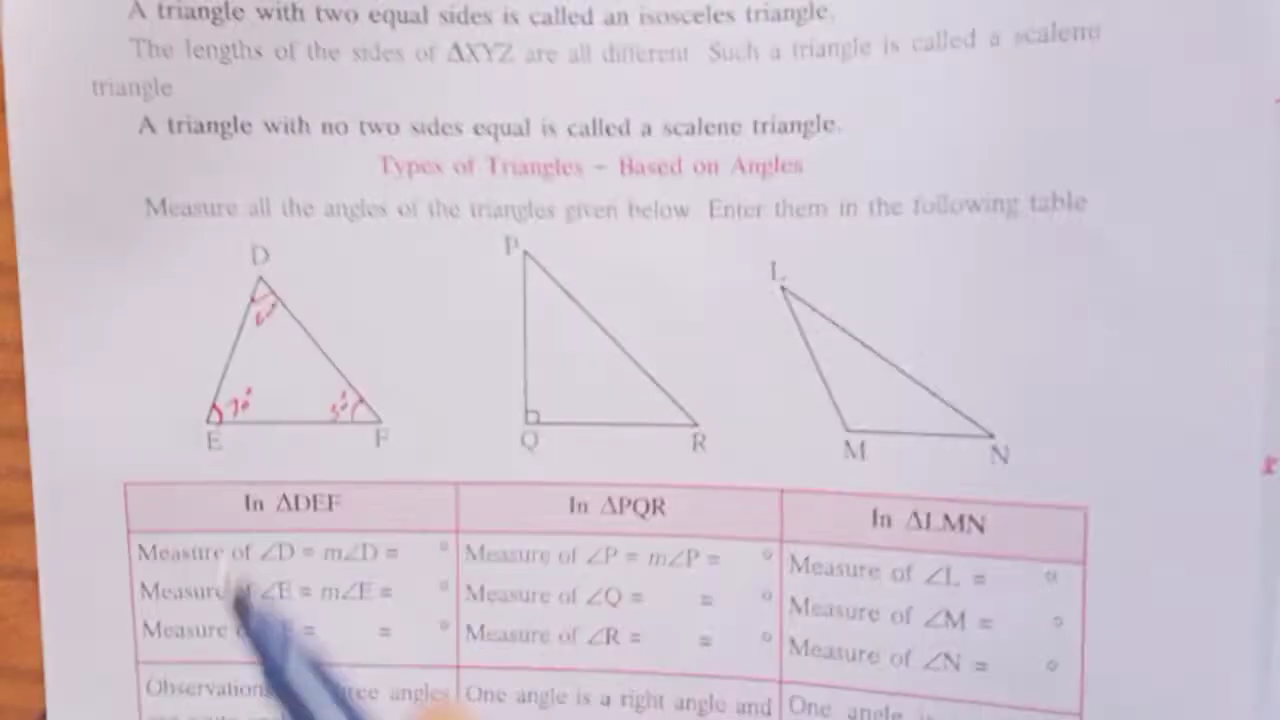 A triangle with two equal sides is called an isosceles triangle.
The lengths of the sides of ΔXYZ are all different. Such a triangle is called a scalene
triangle
A triangle with no two sides equal is called a scalene triangle.
Types of Triangles – Based on Angles
Measure all the angles of the triangles given below. Enter them in the following table
D
P
L
70°
E
F
Q
R
M
N
In ΔDEF
In ΔPQR
In ΔLMN
Measure of ∠D = m∠D = °
Measure of ∠P = m∠P = °
Measure of ∠L = °
Measure of ∠E = m∠E = °
Measure of ∠Q = = °
Measure of ∠M = °
Measure = = °
Measure of ∠R = = °
Measure of ∠N = °
Observation angles
One angle is a right angle and
One angle